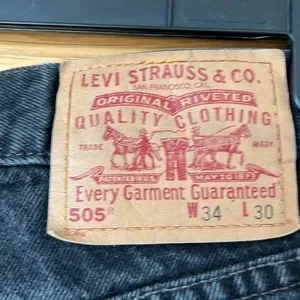 LEVI STRAUSS & CO.
SAN FRANCISCO, CAL.
ORIGINAL RIVETED
QUALITY CLOTHING
TRADE MARK
PATENTED IN U.S. MAY 20 1873
Every Garment Guaranteed
505® W 34 L 30